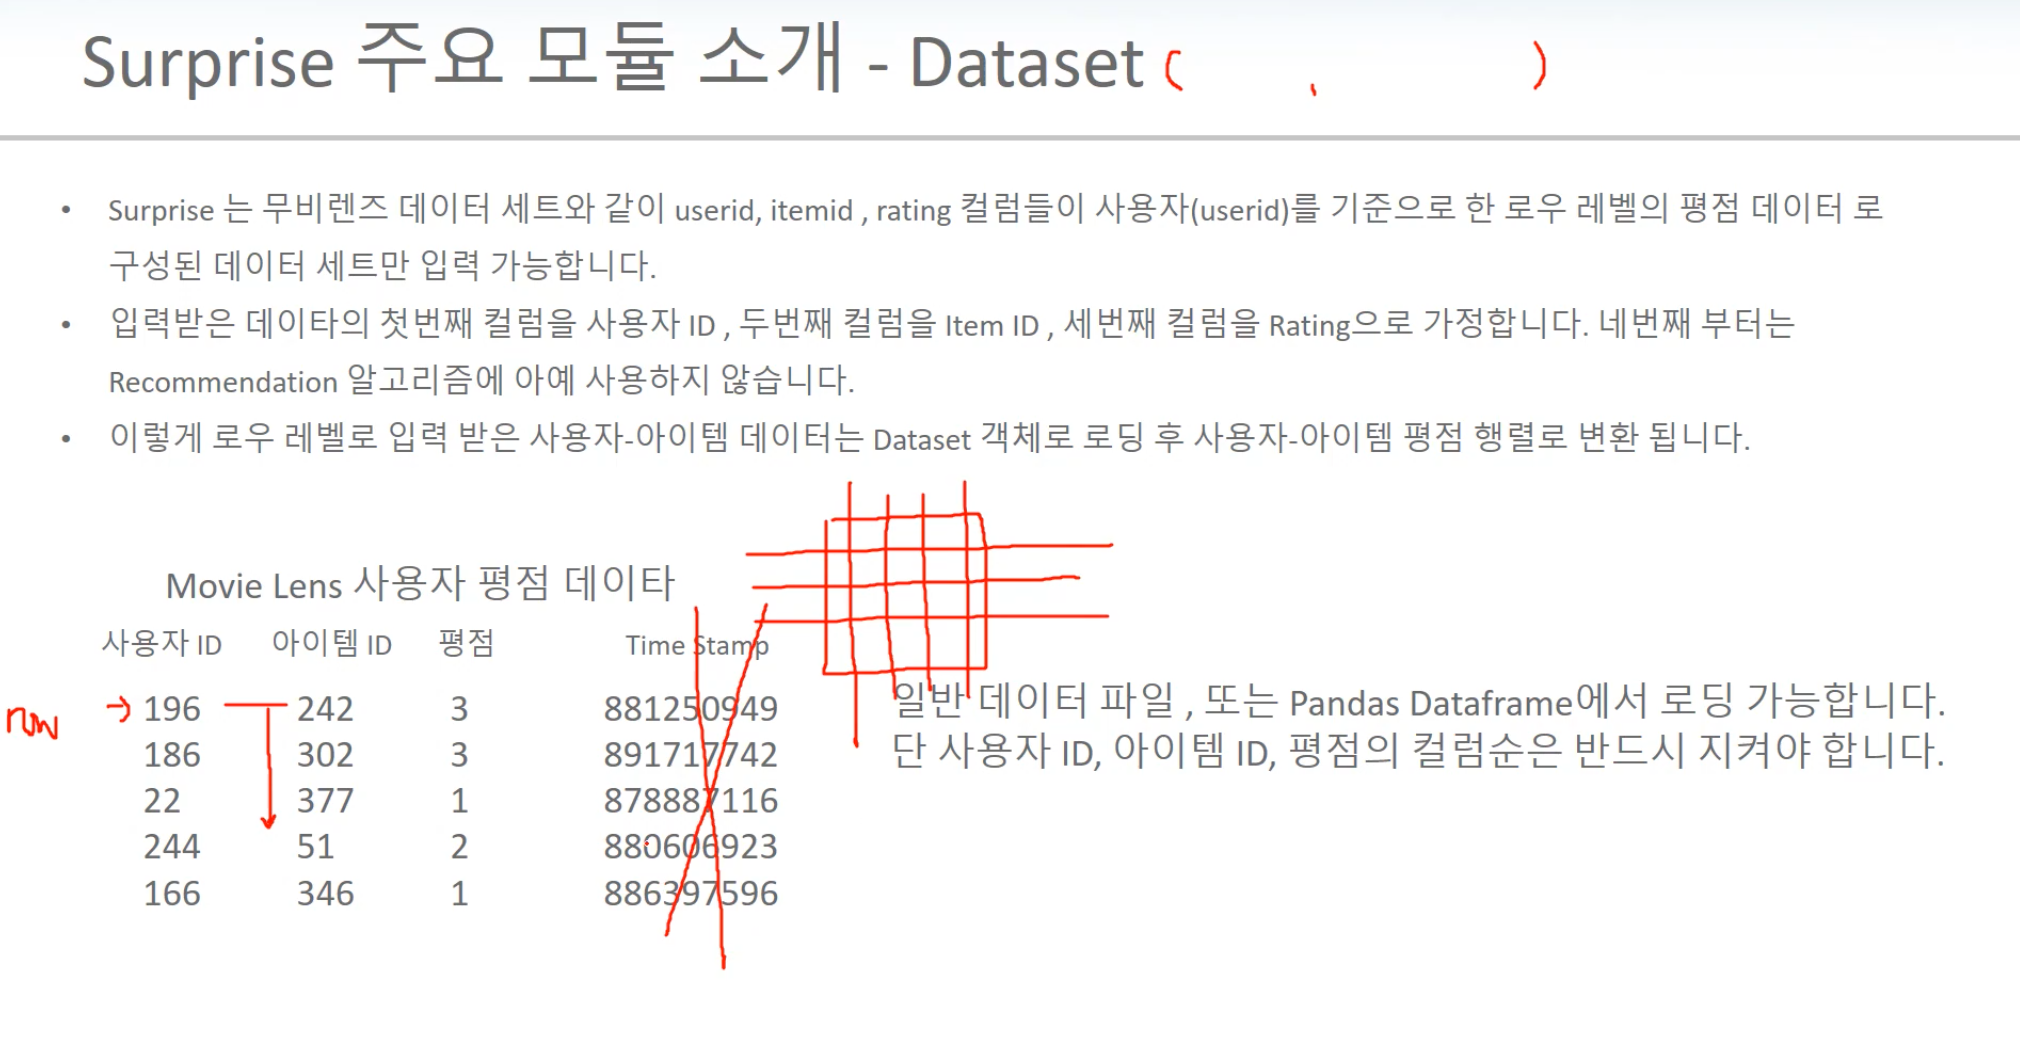 Surprise 주요 모듈 소개 - Dataset ( , )
• Surprise 는 무비렌즈 데이터 세트와 같이 userid, itemid , rating 컬럼들이 사용자(userid)를 기준으로 한 로우 레벨의 평점 데이터 로
구성된 데이터 세트만 입력 가능합니다.
• 입력받은 데이타의 첫번째 컬럼을 사용자 ID , 두번째 컬럼을 Item ID , 세번째 컬럼을 Rating으로 가정합니다. 네번째 부터는
Recommendation 알고리즘에 아예 사용하지 않습니다.
• 이렇게 로우 레벨로 입력 받은 사용자-아이템 데이터는 Dataset 객체로 로딩 후 사용자-아이템 평점 행렬로 변환 됩니다.
Movie Lens 사용자 평점 데이타
사용자 ID 아이템 ID 평점 Time Stamp
row → 196 242 3 881250949
186 302 3 891717742
22 377 1 878887116
244 51 2 880606923
166 346 1 886397596
일반 데이터 파일 , 또는 Pandas Dataframe에서 로딩 가능합니다.
단 사용자 ID, 아이템 ID, 평점의 컬럼순은 반드시 지켜야 합니다.